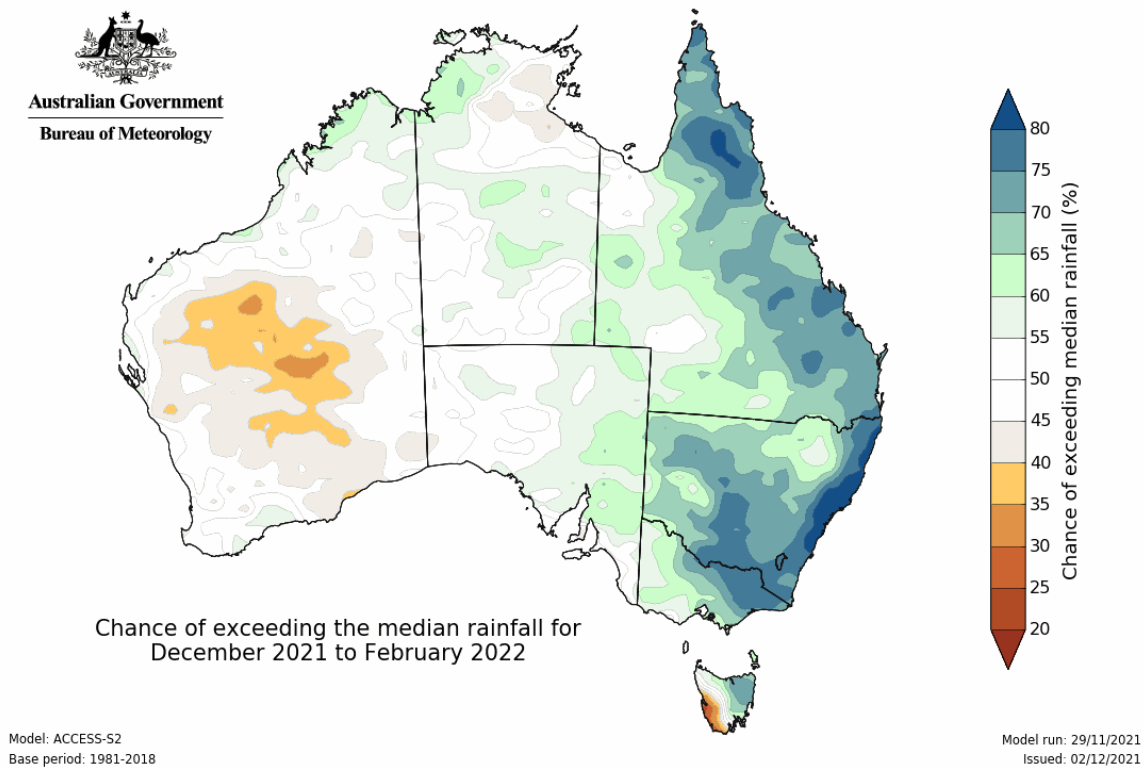 Australian Government
Bureau of Meteorology
80
75
70
65
60
55
50
45
40
35
30
25
20
Chance of exceeding median rainfall (%)
Chance of exceeding the median rainfall for
December 2021 to February 2022
Model: ACCESS-S2
Base period: 1981-2018
Model run: 29/11/2021
Issued: 02/12/2021